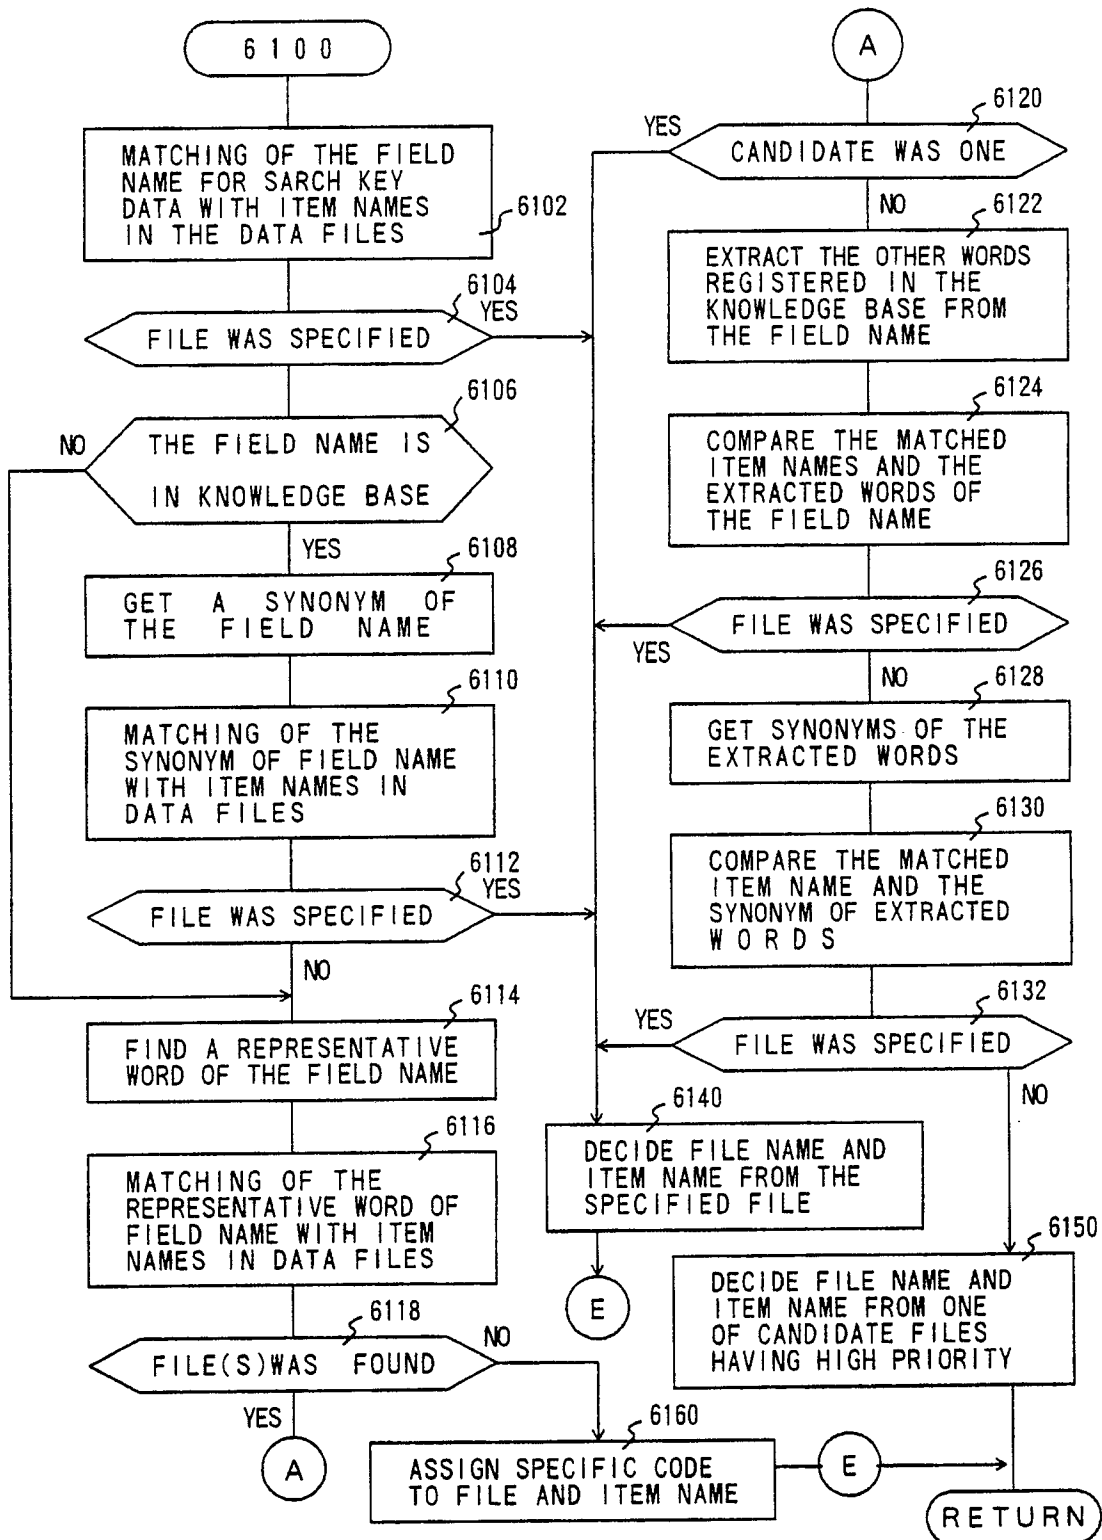 6100
MATCHING OF THE FIELD
NAME FOR SARCH KEY
DATA WITH ITEM NAMES
IN THE DATA FILES
6102
6104
YES
FILE WAS SPECIFIED
6106
NO
THE FIELD NAME IS
IN KNOWLEDGE BASE
YES
6108
GET A SYNONYM OF
THE FIELD NAME
6110
MATCHING OF THE
SYNONYM OF FIELD NAME
WITH ITEM NAMES IN
DATA FILES
6112
YES
FILE WAS SPECIFIED
NO
6114
FIND A REPRESENTATIVE
WORD OF THE FIELD NAME
6116
MATCHING OF THE
REPRESENTATIVE WORD OF
FIELD NAME WITH ITEM
NAMES IN DATA FILES
6118
NO
FILE(S)WAS FOUND
YES
A
A
6120
YES
CANDIDATE WAS ONE
NO
6122
EXTRACT THE OTHER WORDS
REGISTERED IN THE
KNOWLEDGE BASE FROM
THE FIELD NAME
6124
COMPARE THE MATCHED
ITEM NAMES AND THE
EXTRACTED WORDS OF
THE FIELD NAME
6126
FILE WAS SPECIFIED
YES
NO
6128
GET SYNONYMS OF THE
EXTRACTED WORDS
6130
COMPARE THE MATCHED
ITEM NAME AND THE
SYNONYM OF EXTRACTED
WORDS
6132
YES
FILE WAS SPECIFIED
NO
6140
DECIDE FILE NAME AND
ITEM NAME FROM THE
SPECIFIED FILE
E
6150
DECIDE FILE NAME AND
ITEM NAME FROM ONE
OF CANDIDATE FILES
HAVING HIGH PRIORITY
6160
ASSIGN SPECIFIC CODE
TO FILE AND ITEM NAME
E
RETURN